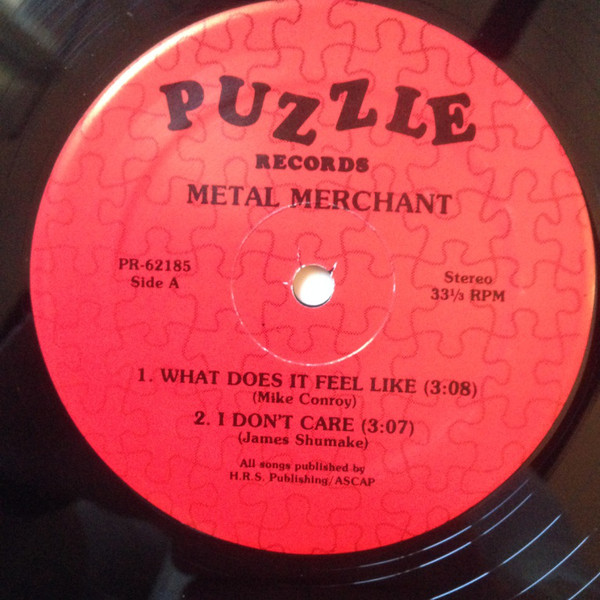 PUZZLE
RECORDS
METAL MERCHANT
PR-62185
Side A
Stereo
33⅓ RPM
1. WHAT DOES IT FEEL LIKE (3:08)
(Mike Conroy)
2. I DON'T CARE (3:07)
(James Shumake)
All songs published by
H.R.S. Publishing/ASCAP